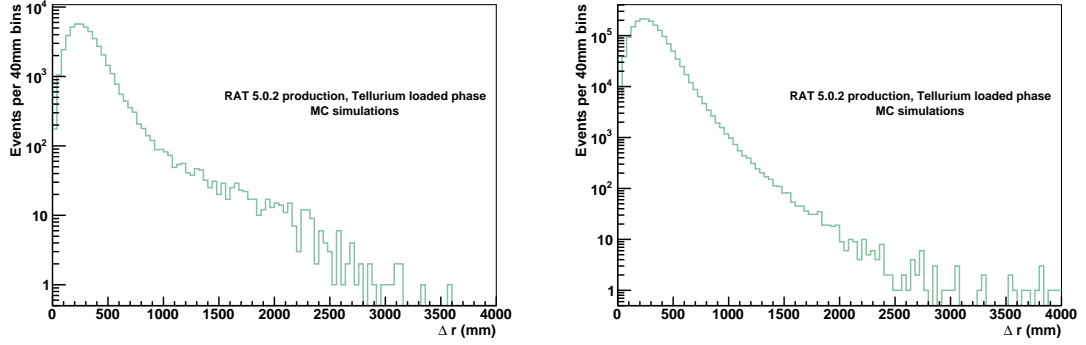 Events per 40mm bins
10⁴
10³
10²
10
1
RAT 5.0.2 production, Tellurium loaded phase
MC simulations
0 500 1000 1500 2000 2500 3000 3500 4000
Δ r (mm)
Events per 40mm bins
10⁵
10⁴
10³
10²
10
1
RAT 5.0.2 production, Tellurium loaded phase
MC simulations
0 500 1000 1500 2000 2500 3000 3500 4000
Δ r (mm)